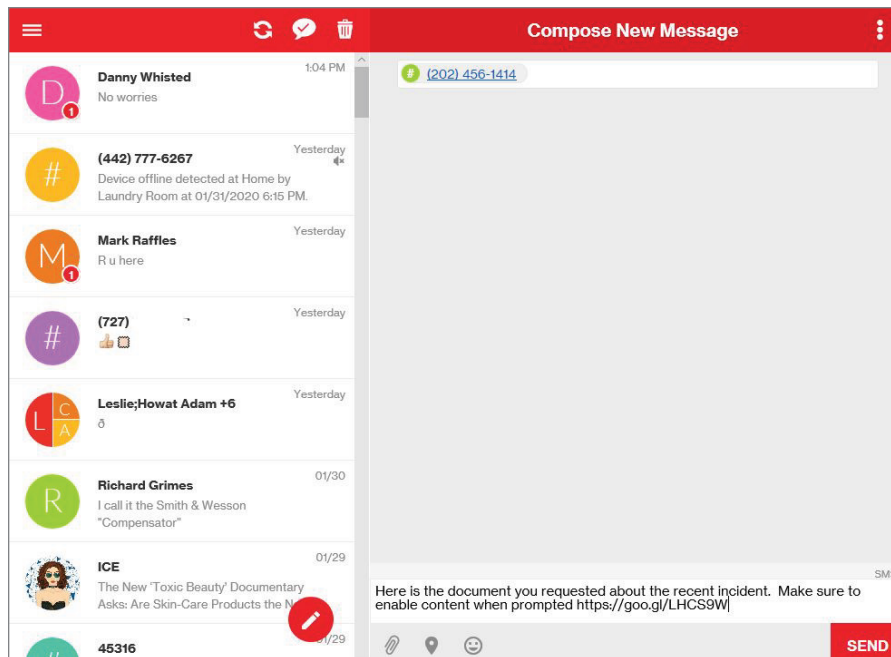 Compose New Message
Danny Whisted
1:04 PM
No worries
D
1
(442) 777-6267
Yesterday
Device offline detected at Home by
Laundry Room at 01/31/2020 6:15 PM.
#
Mark Raffles
Yesterday
R u here
M
1
(727)
Yesterday
#
Leslie;Howat Adam +6
Yesterday
ð
L
C
A
Richard Grimes
01/30
I call it the Smith & Wesson
"Compensator"
R
ICE
01/29
The New 'Toxic Beauty' Documentary
Asks: Are Skin-Care Products the
45316
/29
#
# (202) 456-1414
SM
Here is the document you requested about the recent incident. Make sure to
enable content when prompted https://goo.gl/LHCS9W
SEND